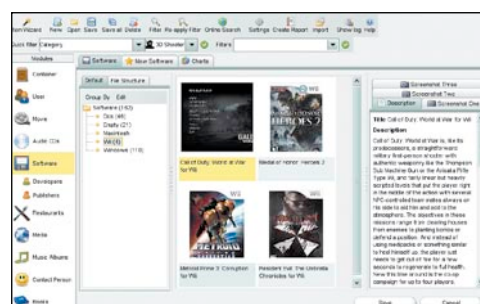 Wizard New Open Save Save all Delete Filter Re-apply Filter Online Search Settings Create Report Import Show log Help
Quick filter Category 3D Shooter Filters
Modules
Software New Software Charts
Default File Structure
Container
User
Movie
Audio CDs
Software
Developers
Publishers
Restaurants
Media
Music Albums
Contact Person
Books
Group By Edit
Software (152)
Dos (46)
Empty (21)
Macintosh
Wii (4)
Windows (110)
HEROES 2
METROID
Call of Duty: World at War for Wii
Medal of Honor: Heroes 2
Metroid Prime 3: Corruption for Wii
Resident Evil: The Umbrella Chronicles for Wii
Screenshot Three
Screenshot Two
Description Screenshot One
Title: Call of Duty: World at War for Wii
Description
Call of Duty: World at War is, like its
predecessors, a straightforward
military first-person shooter with
authentic weaponry like the Thompson
Sub Machine Gun or the Arisaka Rifle
Type 99, and fairly linear but heavily
scripted levels that put the player right
in the middle of the action with several
NPC-controlled team mates always on
his side to aid him and add to the
atmosphere. The objectives in these
missions range from clearing houses
from enemies to planting bombs or
defend a position. And instead of
using medipacks or something similar
to heal himself up, the player just
needs to get out of fire for a few
seconds to regenerate to full health.
New this time around is the co-op
campaign for up to four players.
Save Cancel